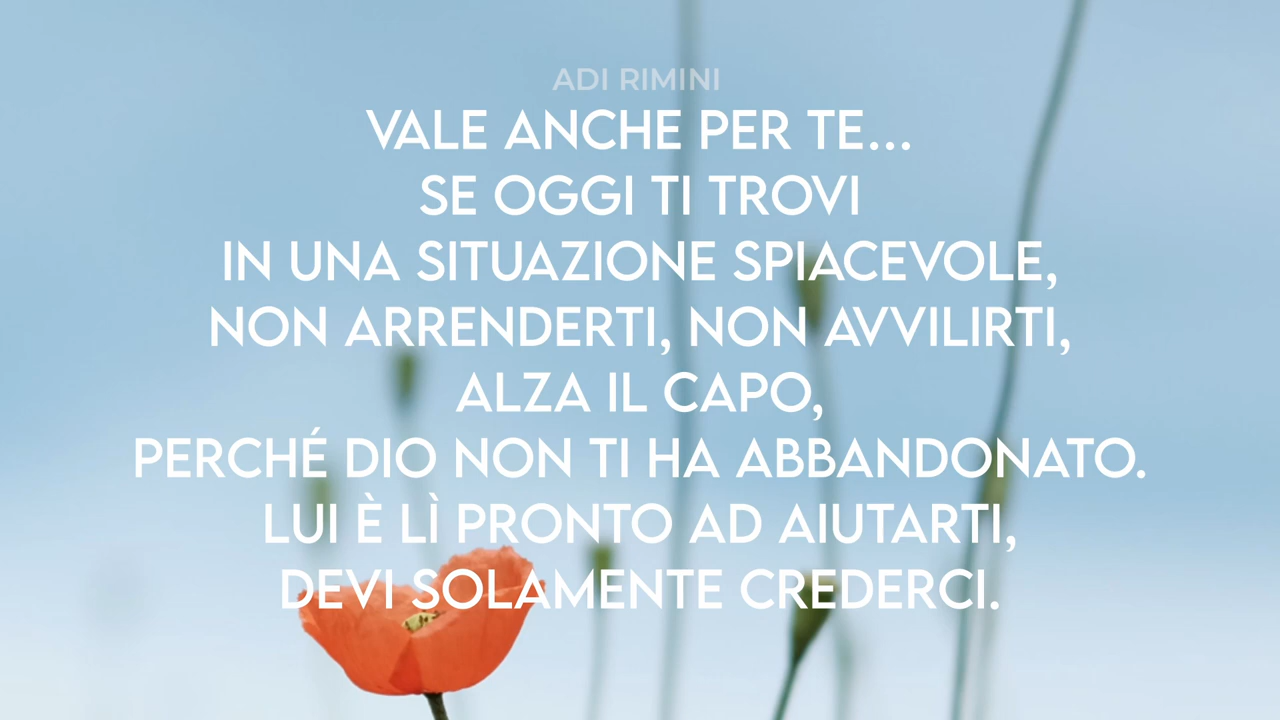 ADI RIMINI
VALE ANCHE PER TE...
SE OGGI TI TROVI
IN UNA SITUAZIONE SPIACEVOLE,
NON ARRENDERTI, NON AVVILIRTI,
ALZA IL CAPO,
PERCHÉ DIO NON TI HA ABBANDONATO.
LUI È LÌ PRONTO AD AIUTARTI,
DEVI SOLAMENTE CREDERCI.